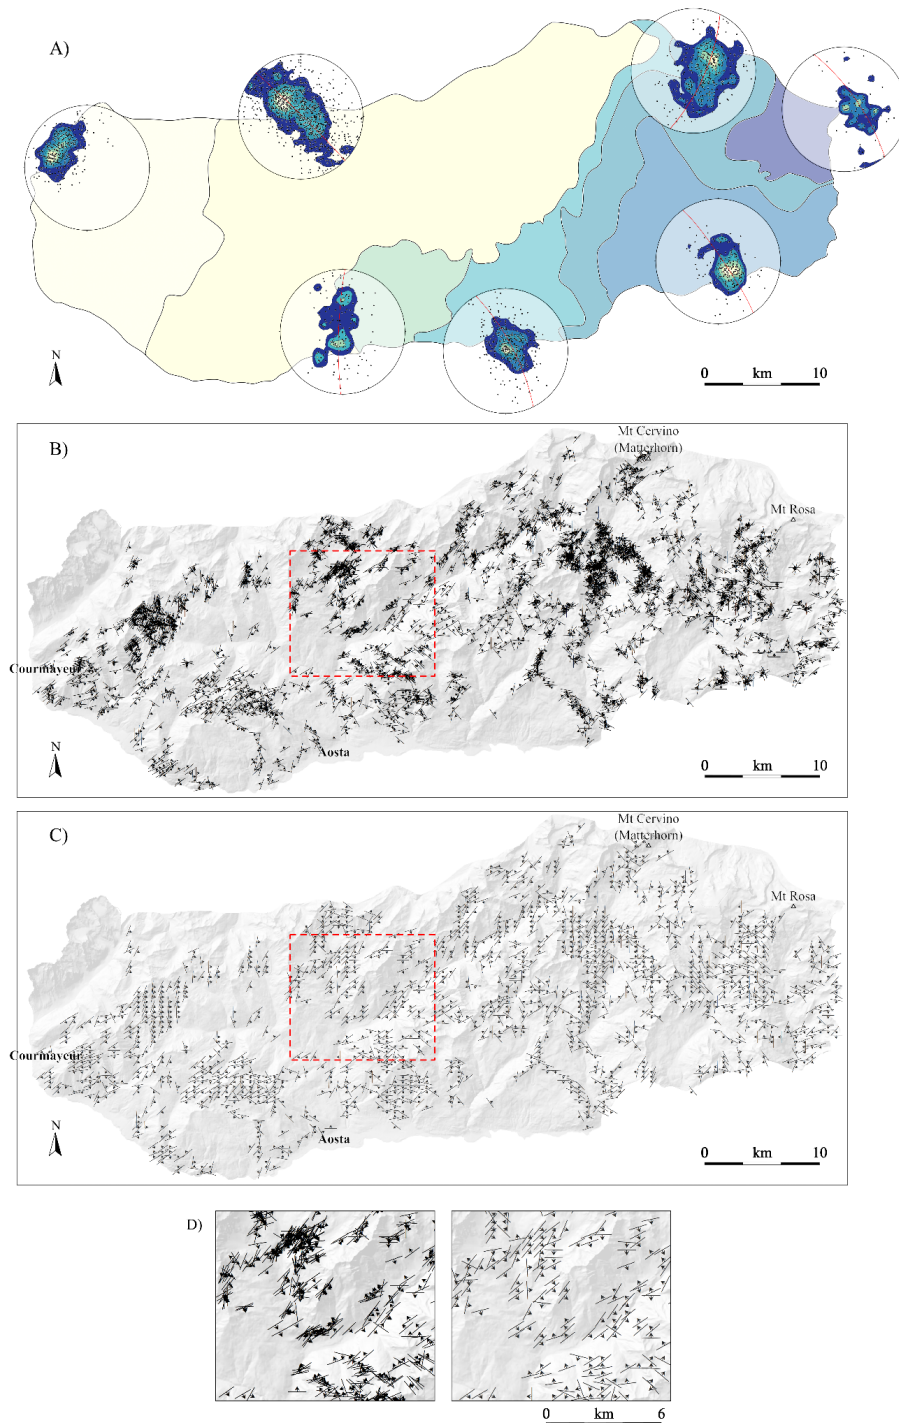 A)
N
0 km 10
B)
Mt Cervino
(Matterhorn)
Mt Rosa
Courmayeur
N
Aosta
0 km 10
C)
Mt Cervino
(Matterhorn)
Mt Rosa
Courmayeur
N
Aosta
0 km 10
D)
0 km 6